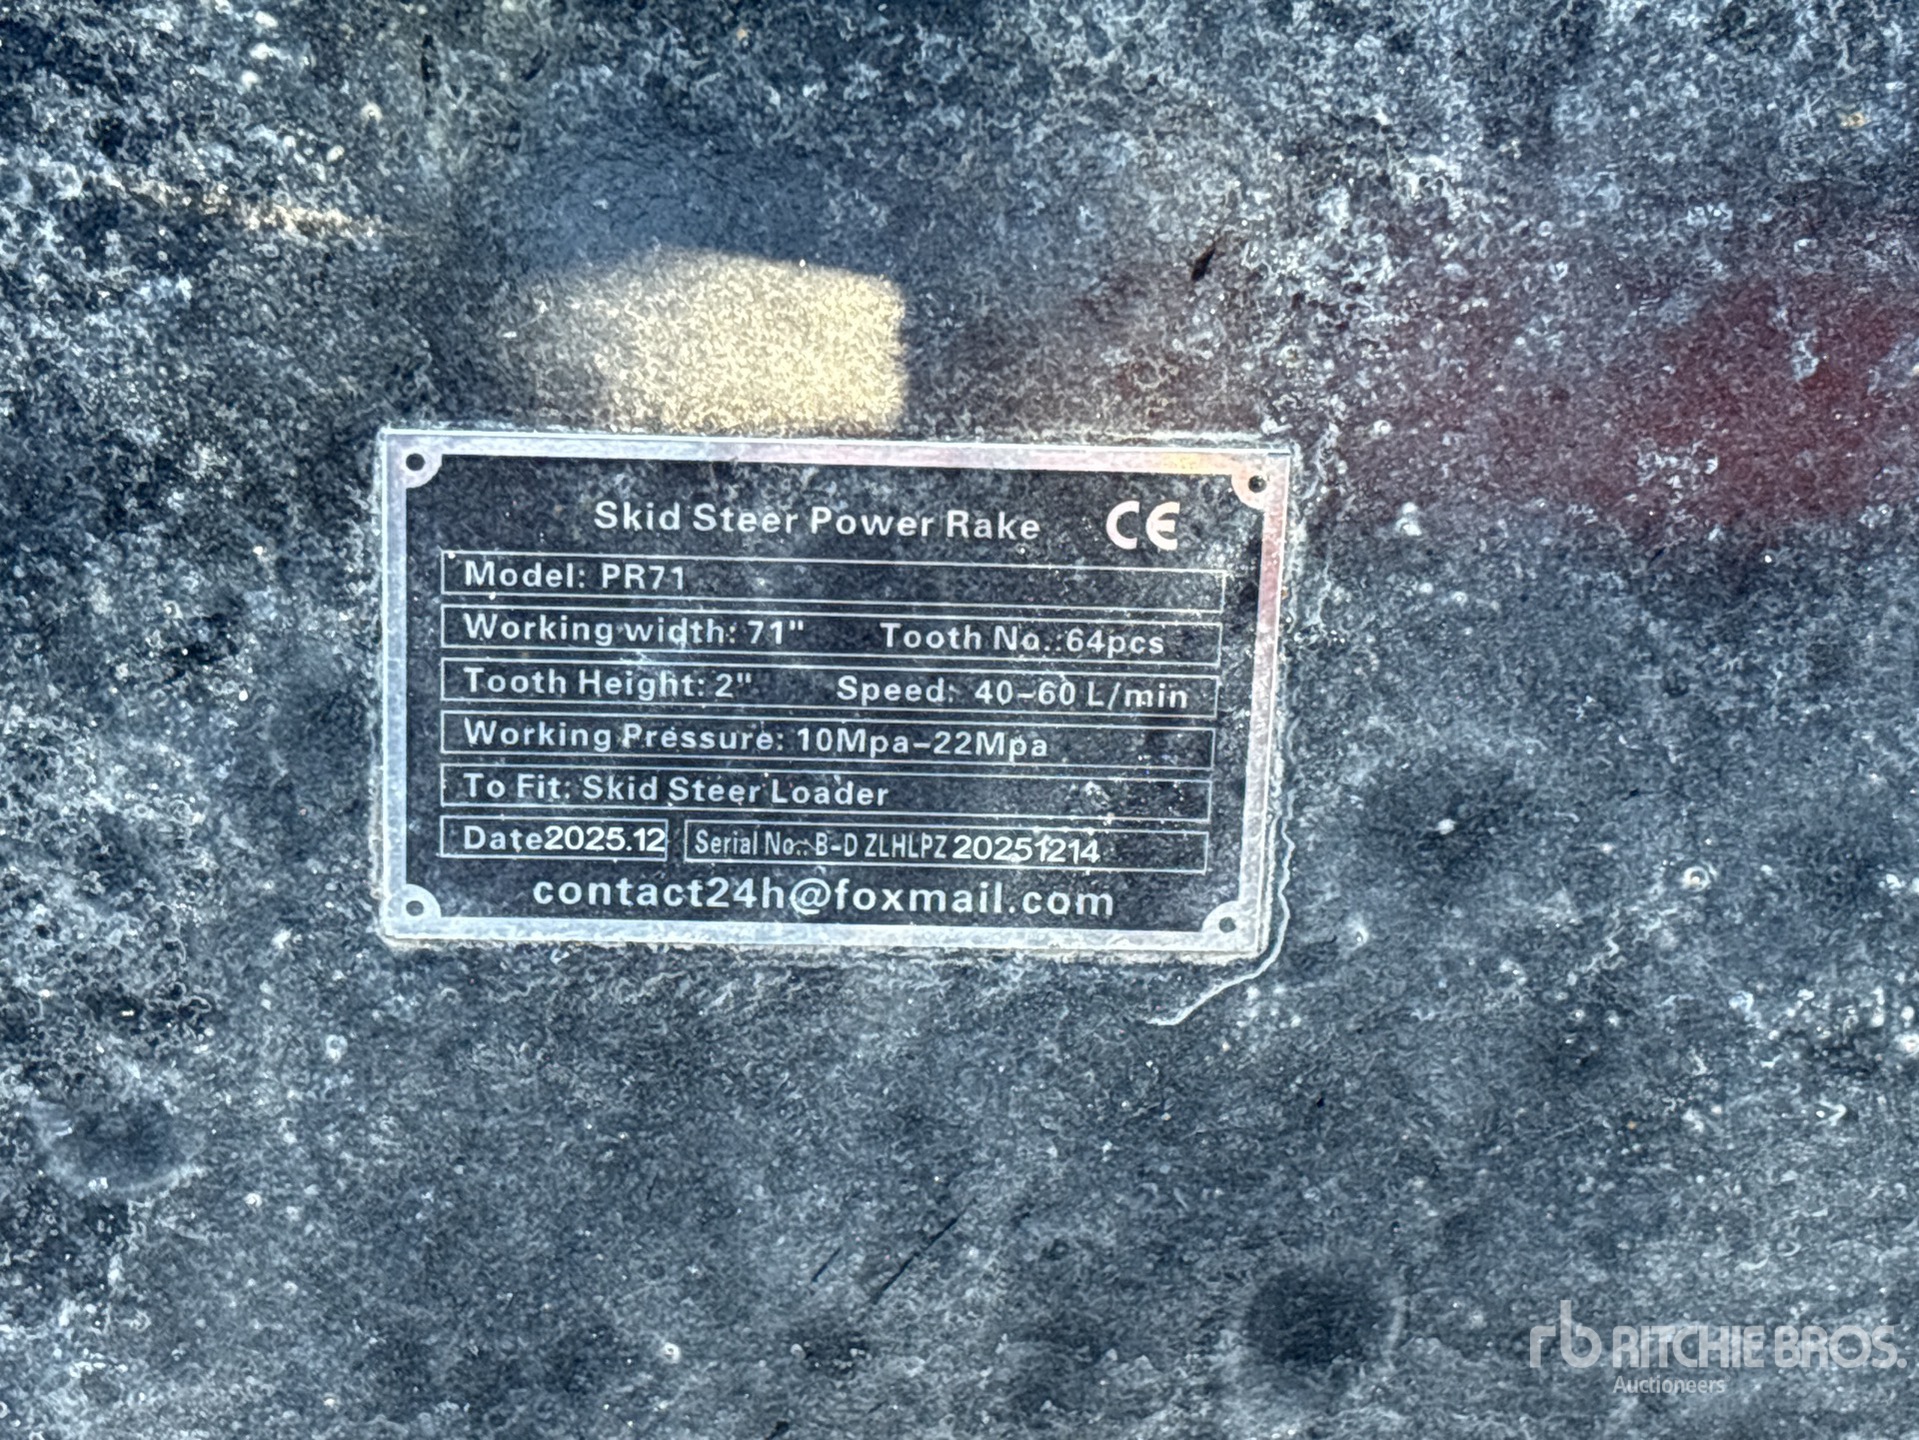 Skid Steer Power Rake CE
Model: PR71
Working width: 71" Tooth No.:64pcs
Tooth Height: 2" Speed: 40-60 L/min
Working Pressure: 10Mpa-22Mpa
To Fit: Skid Steer Loader
Date2025.12 Serial No.: B-D ZLHLPZ 20251214
contact24h@foxmail.com
rb RITCHIE BROS.
Auctioneers